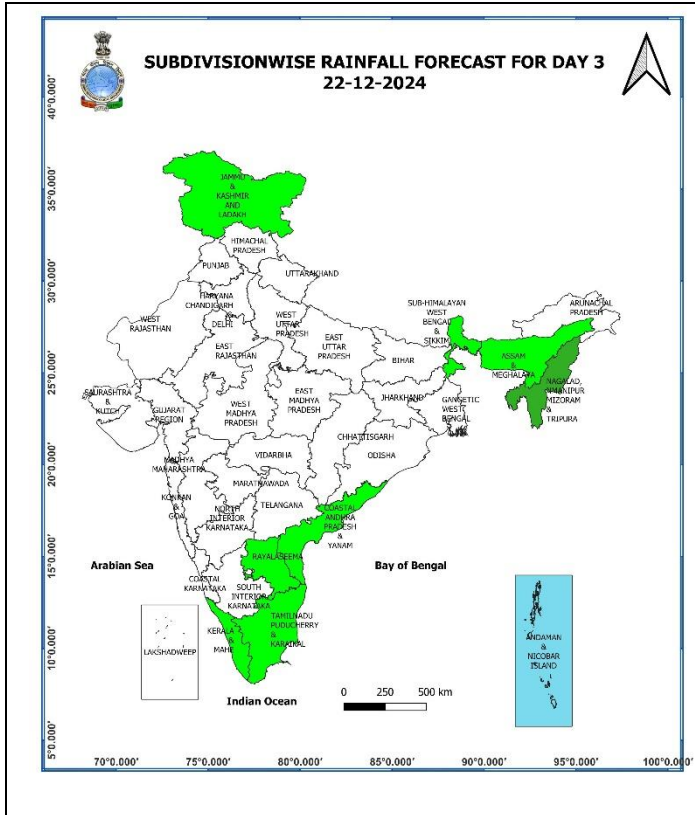 SUBDIVISIONWISE RAINFALL FORECAST FOR DAY 3
22-12-2024
40°0.000'
35°0.000'
30°0.000'
25°0.000'
20°0.000'
15°0.000'
10°0.000'
5°0.000'
JAMMU
&
KASHMIR
AND
LADAKH
HIMACHAL
PRADESH
PUNJAB
UTTARAKHAND
HARYANA
CHANDIGARH
&
DELHI
WEST
RAJASTHAN
WEST
UTTAR
PRADESH
EAST
RAJASTHAN
EAST
UTTAR
PRADESH
SUB-HIMALAYAN
WEST
BENGAL
&
SIKKIM
ARUNACHAL
PRADESH
BIHAR
ASSAM
&
MEGHALAYA
NAGALAD,
MANIPUR
MIZORAM
&
TRIPURA
SAURASHTRA
&
KUTCH
GUJARAT
REGION
WEST
MADHYA
PRADESH
EAST
MADHYA
PRADESH
JHARKHAND
GANGETIC
WEST
BENGAL
CHHATTISGARH
ODISHA
VIDARBHA
MADHYA
MAHARASHTRA
MARATHAWADA
KONKAN
&
GOA
NORTH
INTERIOR
KARNATAKA
TELANGANA
COASTAL
ANDHRA
PRADESH
&
YANAM
RAYALASEEMA
Arabian Sea
Bay of Bengal
COASTAL
KARNATAKA
SOUTH
INTERIOR
KARNATAKA
TAMILNADU
PUDUCHERRY
&
KARAIKAL
KERALA
&
MAHE
LAKSHADWEEP
ANDAMAN
&
NICOBAR
ISLAND
Indian Ocean
0 250 500 km
70°0.000' 75°0.000' 80°0.000' 85°0.000' 90°0.000' 95°0.000' 100°0.000'